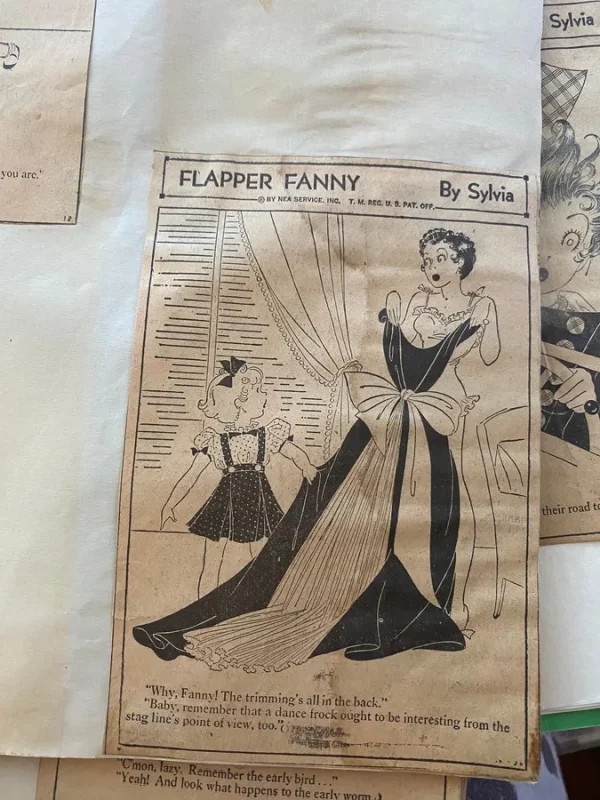 you are."
Sylvia
FLAPPER FANNY By Sylvia
© BY NEA SERVICE, INC. T. M. REG. U. S. PAT. OFF.
"Why, Fanny! The trimming's all in the back."
"Baby, remember that a dance frock ought to be interesting from the
stag line's point of view, too."
their road to
"C'mon, lazy. Remember the early bird . . ."
"Yeah! And look what happens to the early worm."